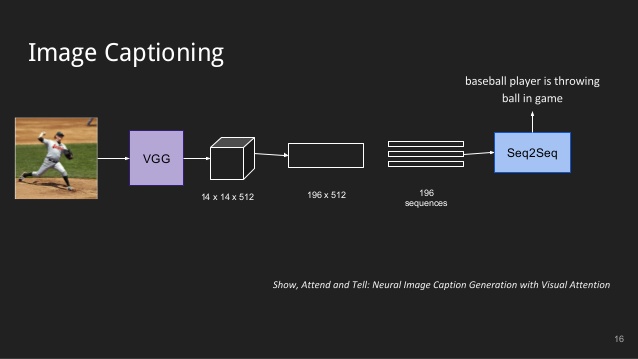 Image Captioning
baseball player is throwing
ball in game
VGG
Seq2Seq
14 x 14 x 512
196 x 512
196
sequences
Show, Attend and Tell: Neural Image Caption Generation with Visual Attention
16